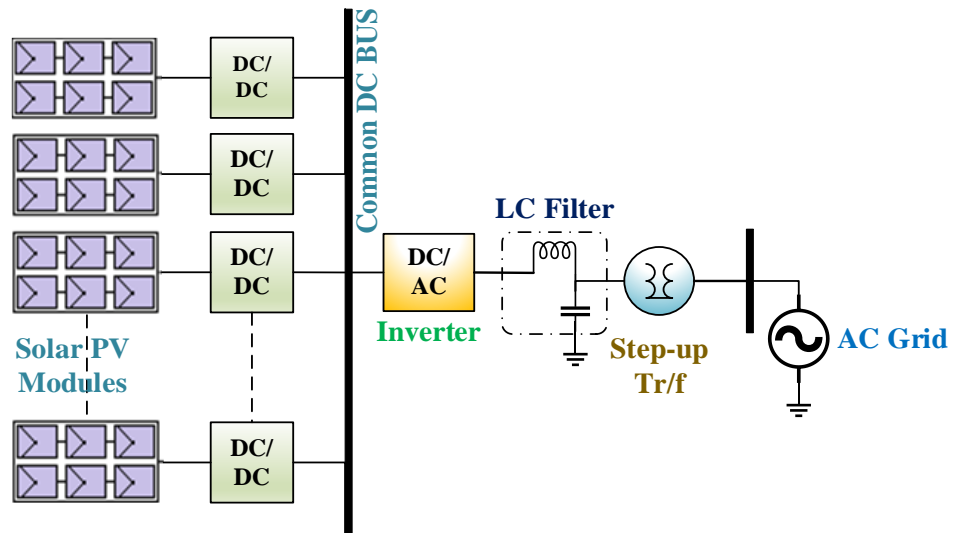 DC/
DC
DC/
DC
DC/
DC
DC/
DC
Common DC BUS
Solar PV
Modules
DC/
AC
Inverter
LC Filter
Step-up
Tr/f
AC Grid